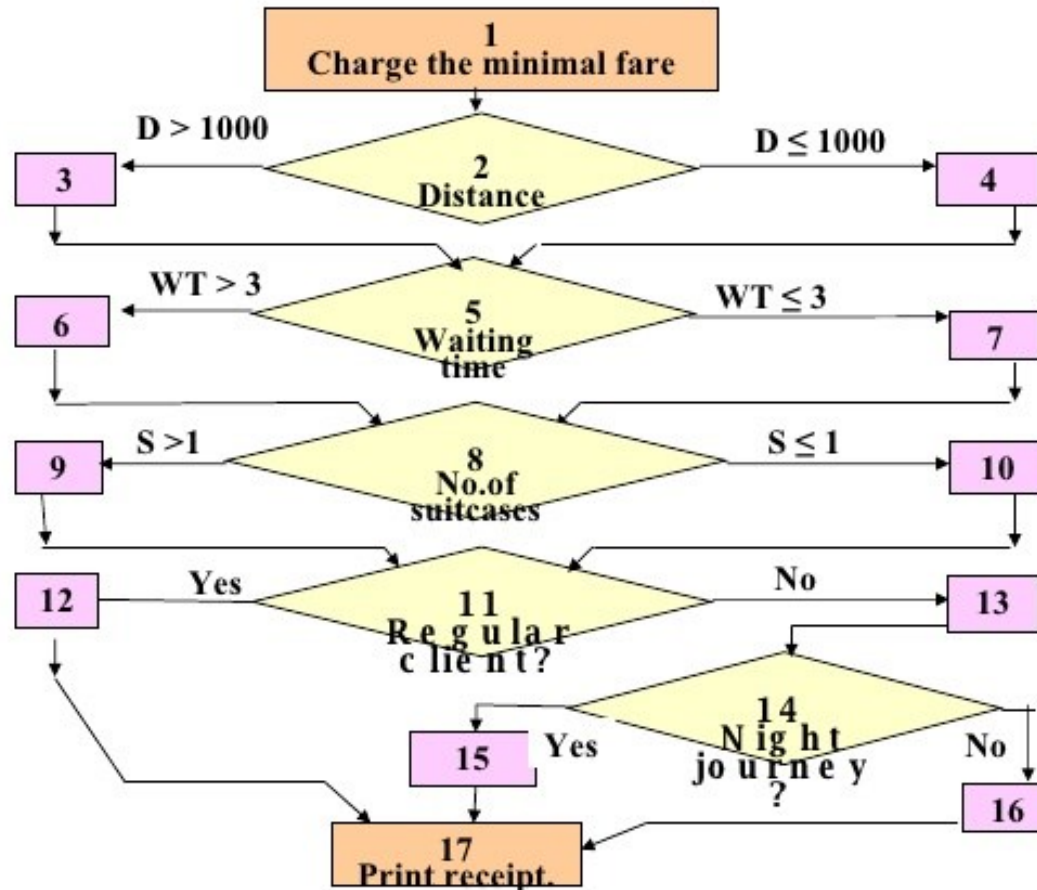 1
Charge the minimal fare
D > 1000
D ≤ 1000
3
2
Distance
4
WT > 3
WT ≤ 3
6
5
Waiting
time
7
S >1
S ≤ 1
9
8
No.of
suitcases
10
Yes
No
12
11
Regular
client?
13
14
Night
journey
?
Yes
No
15
16
17
Print receipt.